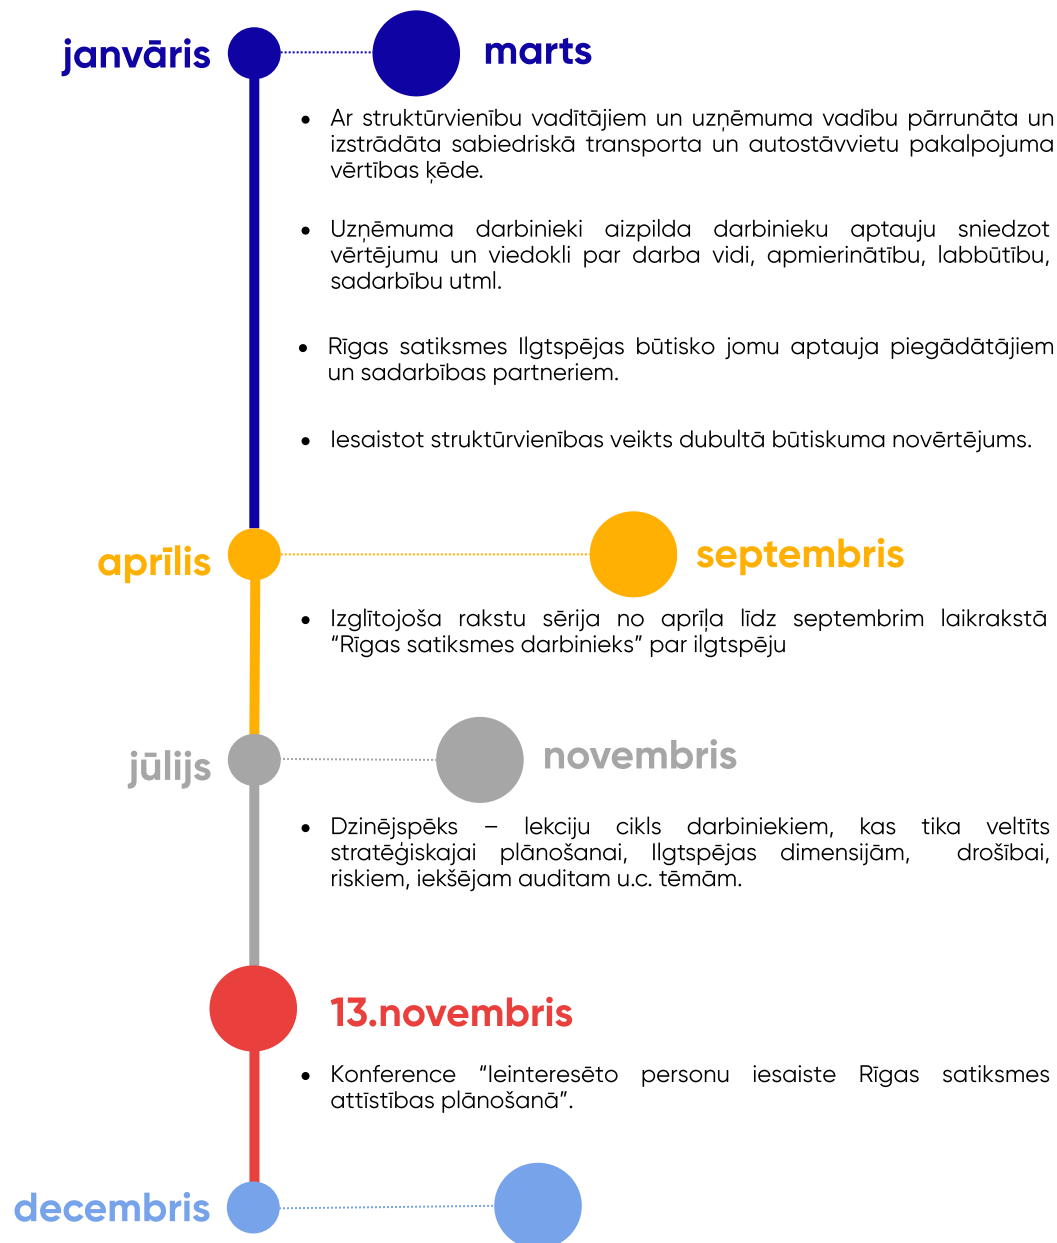 janvāris marts
• Ar struktūrvienību vadītājiem un uzņēmuma vadību pārrunāta un
izstrādāta sabiedriskā transporta un autostāvvietu pakalpojuma
vērtības ķēde.
• Uzņēmuma darbinieki aizpilda darbinieku aptauju sniedzot
vērtējumu un viedokli par darba vidi, apmierinātību, labbūtību,
sadarbību utml.
• Rīgas satiksmes Ilgtspējas būtisko jomu aptauja piegādātājiem
un sadarbības partneriem.
• Iesaistot struktūrvienības veikts dubultā būtiskuma novērtējums.
aprīlis septembris
• Izglītojoša rakstu sērija no aprīļa līdz septembrim laikrakstā
“Rīgas satiksmes darbinieks” par ilgtspēju
jūlijs novembris
• Dzinējspēks – lekciju cikls darbiniekiem, kas tika veltīts
stratēģiskajai plānošanai, Ilgtspējas dimensijām, drošībai,
riskiem, iekšējam auditam u.c. tēmām.
13.novembris
• Konference “Ieinteresēto personu iesaiste Rīgas satiksmes
attīstības plānošanā”.
decembris